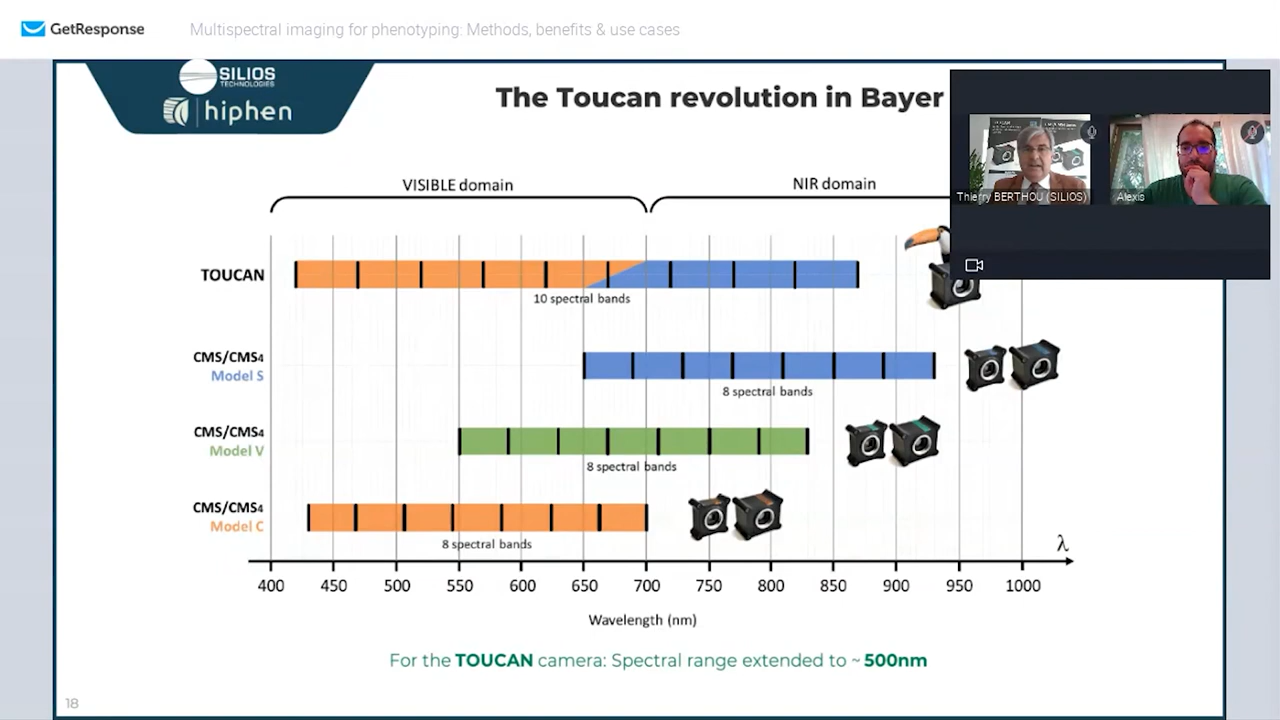 GetResponse
Multispectral imaging for phenotyping: Methods, benefits & use cases
SILIOS
TECHNOLOGIES
hiphen
The Toucan revolution in Bayer
Thierry BERTHOU (SILIOS)
Alexis
VISIBLE domain
NIR domain
TOUCAN
10 spectral bands
CMS/CMS4
Model S
8 spectral bands
CMS/CMS4
Model V
8 spectral bands
CMS/CMS4
Model C
8 spectral bands
λ
400 450 500 550 600 650 700 750 800 850 900 950 1000
Wavelength (nm)
For the TOUCAN camera: Spectral range extended to ~ 500nm
18